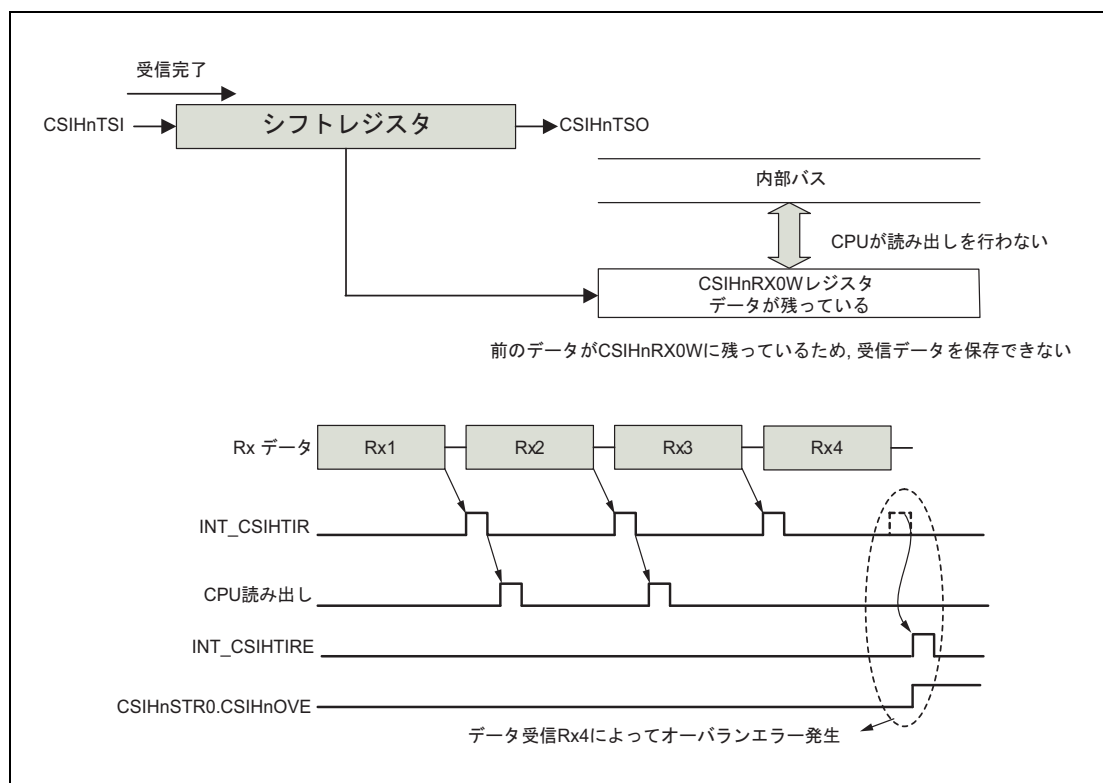 受信完了
CSIHnTSI
シフトレジスタ
CSIHnTSO
内部バス
CPUが読み出しを行わない
CSIHnRX0Wレジスタ
データが残っている
前のデータがCSIHnRX0Wに残っているため, 受信データを保存できない
Rx データ
Rx1
Rx2
Rx3
Rx4
INT_CSIHTIR
CPU読み出し
INT_CSIHTIRE
CSIHnSTR0.CSIHnOVE
データ受信Rx4によってオーバランエラー発生